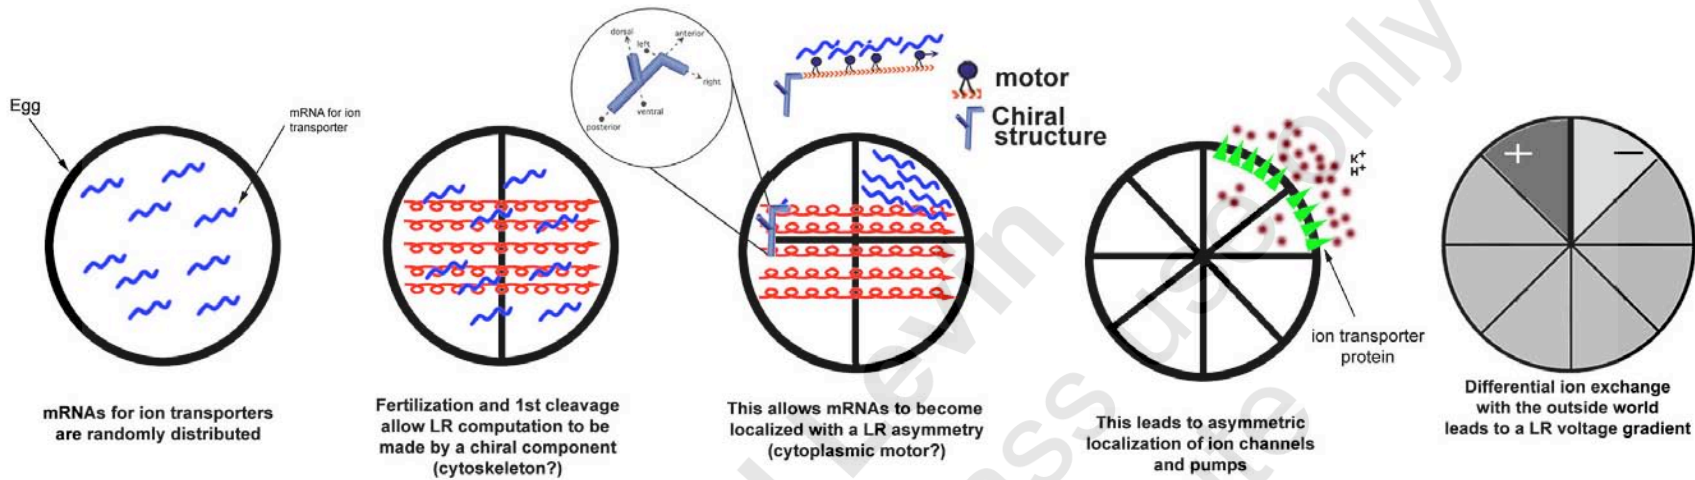 Egg
mRNA for ion
transporter
mRNAs for ion transporters
are randomly distributed
Fertilization and 1st cleavage
allow LR computation to be
made by a chiral component
(cytoskeleton?)
dorsal
left
anterior
right
ventral
posterior
motor
Chiral
structure
This allows mRNAs to become
localized with a LR asymmetry
(cytoplasmic motor?)
K+
H+
ion transporter
protein
This leads to asymmetric
localization of ion channels
and pumps
+
−
Differential ion exchange
with the outside world
leads to a LR voltage gradient
Levin
use only